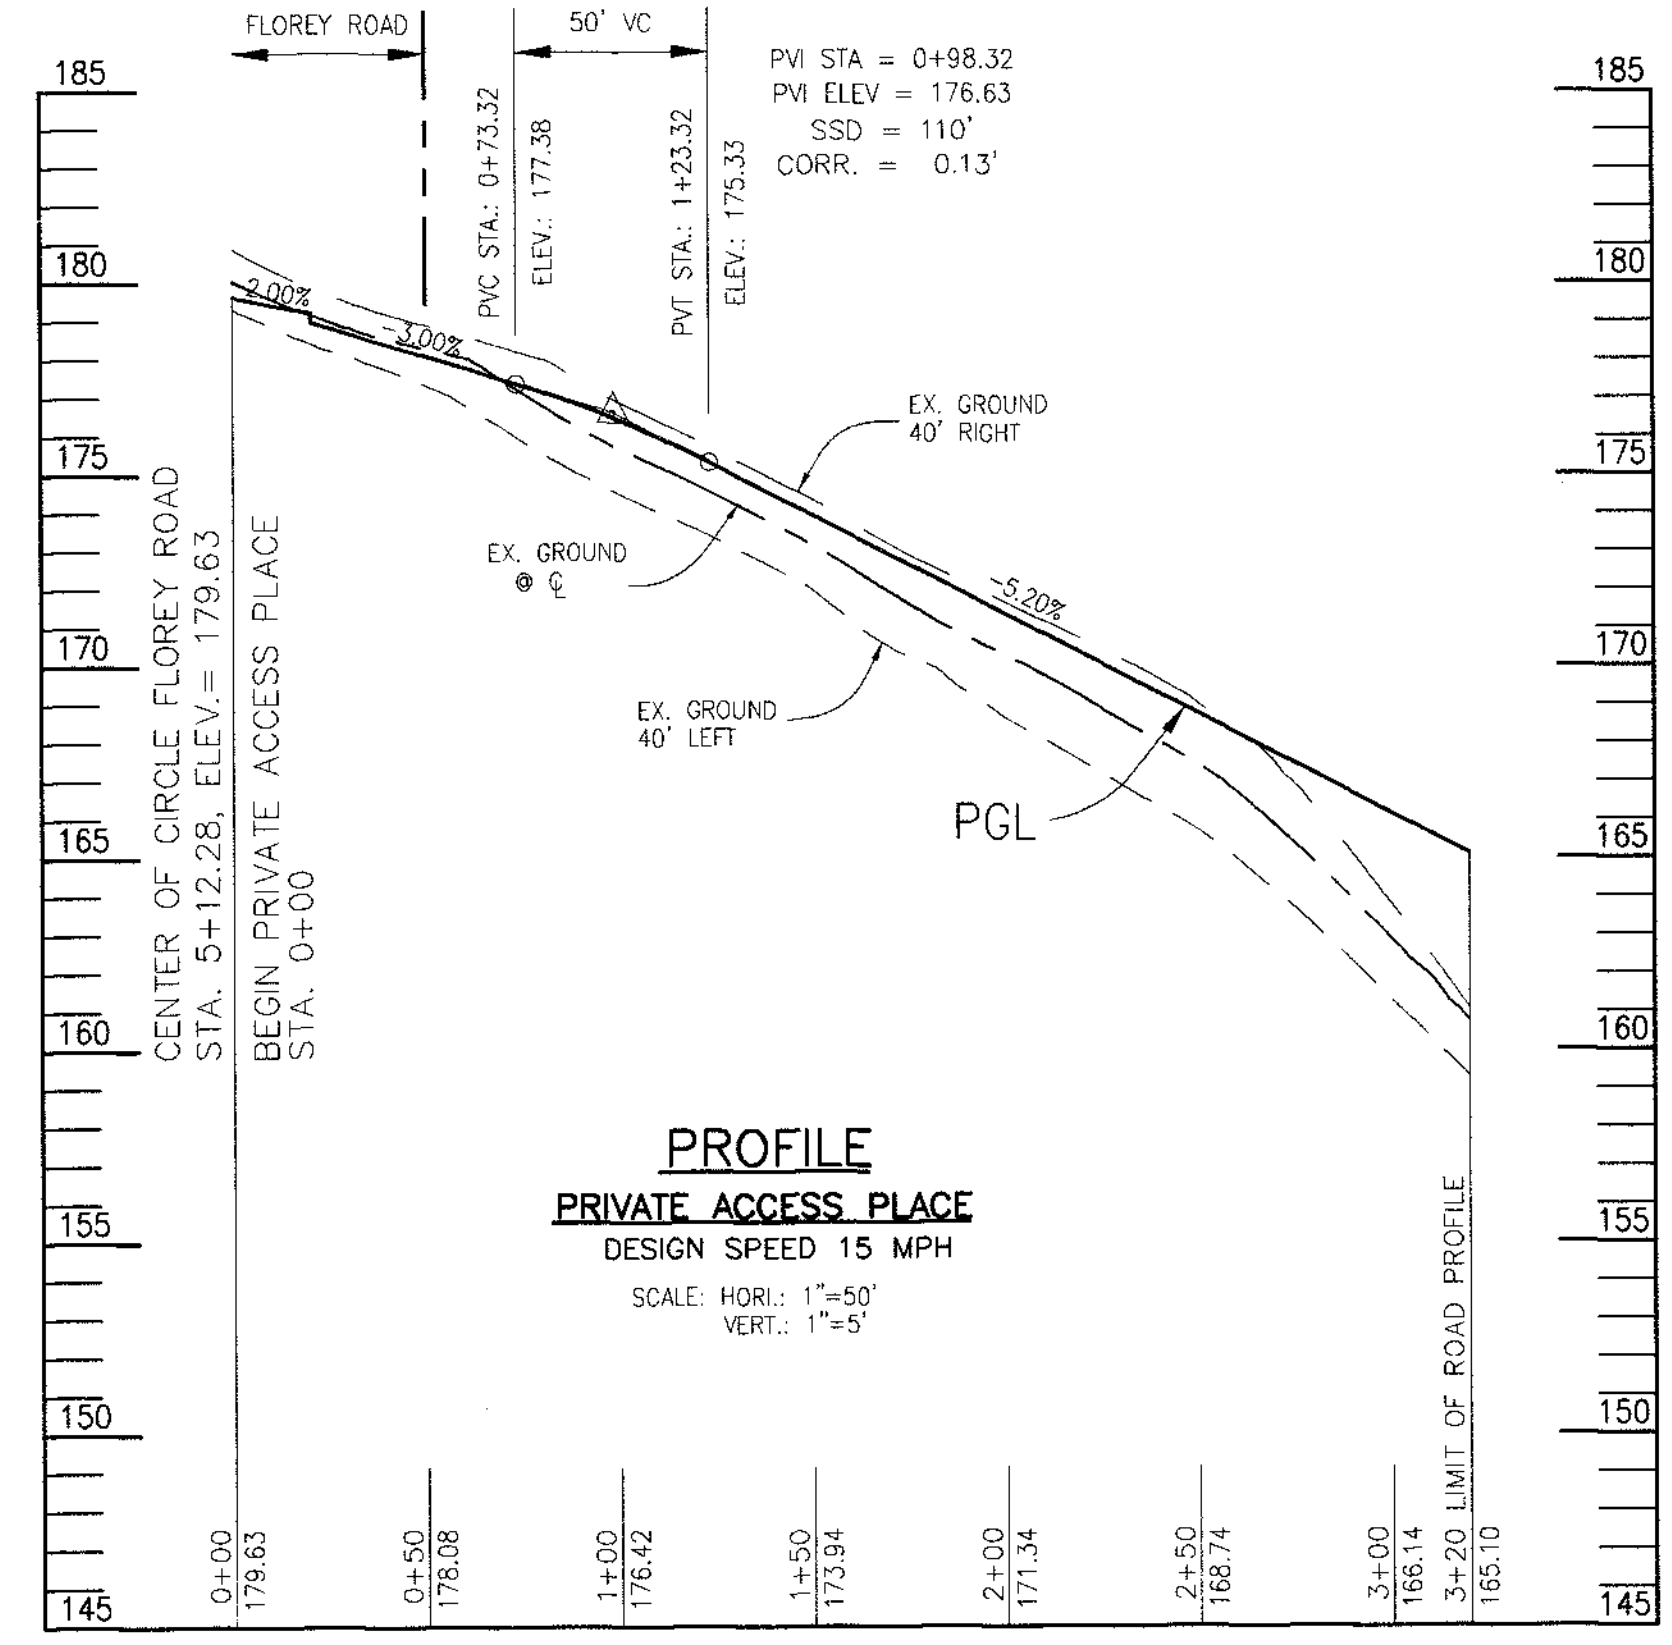 FLOREY ROAD
50' VC
PVI STA = 0+98.32
PVI ELEV = 176.63
SSD = 110'
CORR. = 0.13'
PVC STA.: 0+73.32
ELEV.: 177.38
PVT STA.: 1+23.32
ELEV.: 175.33
185
180
175
170
165
160
155
150
145
185
180
175
170
165
160
155
150
145
2.00%
-3.00%
-5.20%
EX. GROUND
40' RIGHT
EX. GROUND
@ ℄
EX. GROUND
40' LEFT
PGL
CENTER OF CIRCLE FLOREY ROAD
STA. 5+12.28, ELEV.= 179.63
BEGIN PRIVATE ACCESS PLACE
STA. 0+00
PROFILE
PRIVATE ACCESS PLACE
DESIGN SPEED 15 MPH
SCALE: HORI.: 1"=50'
VERT.: 1"=5'
0+00
179.63
0+50
178.08
1+00
176.42
1+50
173.94
2+00
171.34
2+50
168.74
3+00
166.14
3+20 LIMIT OF ROAD PROFILE
165.10